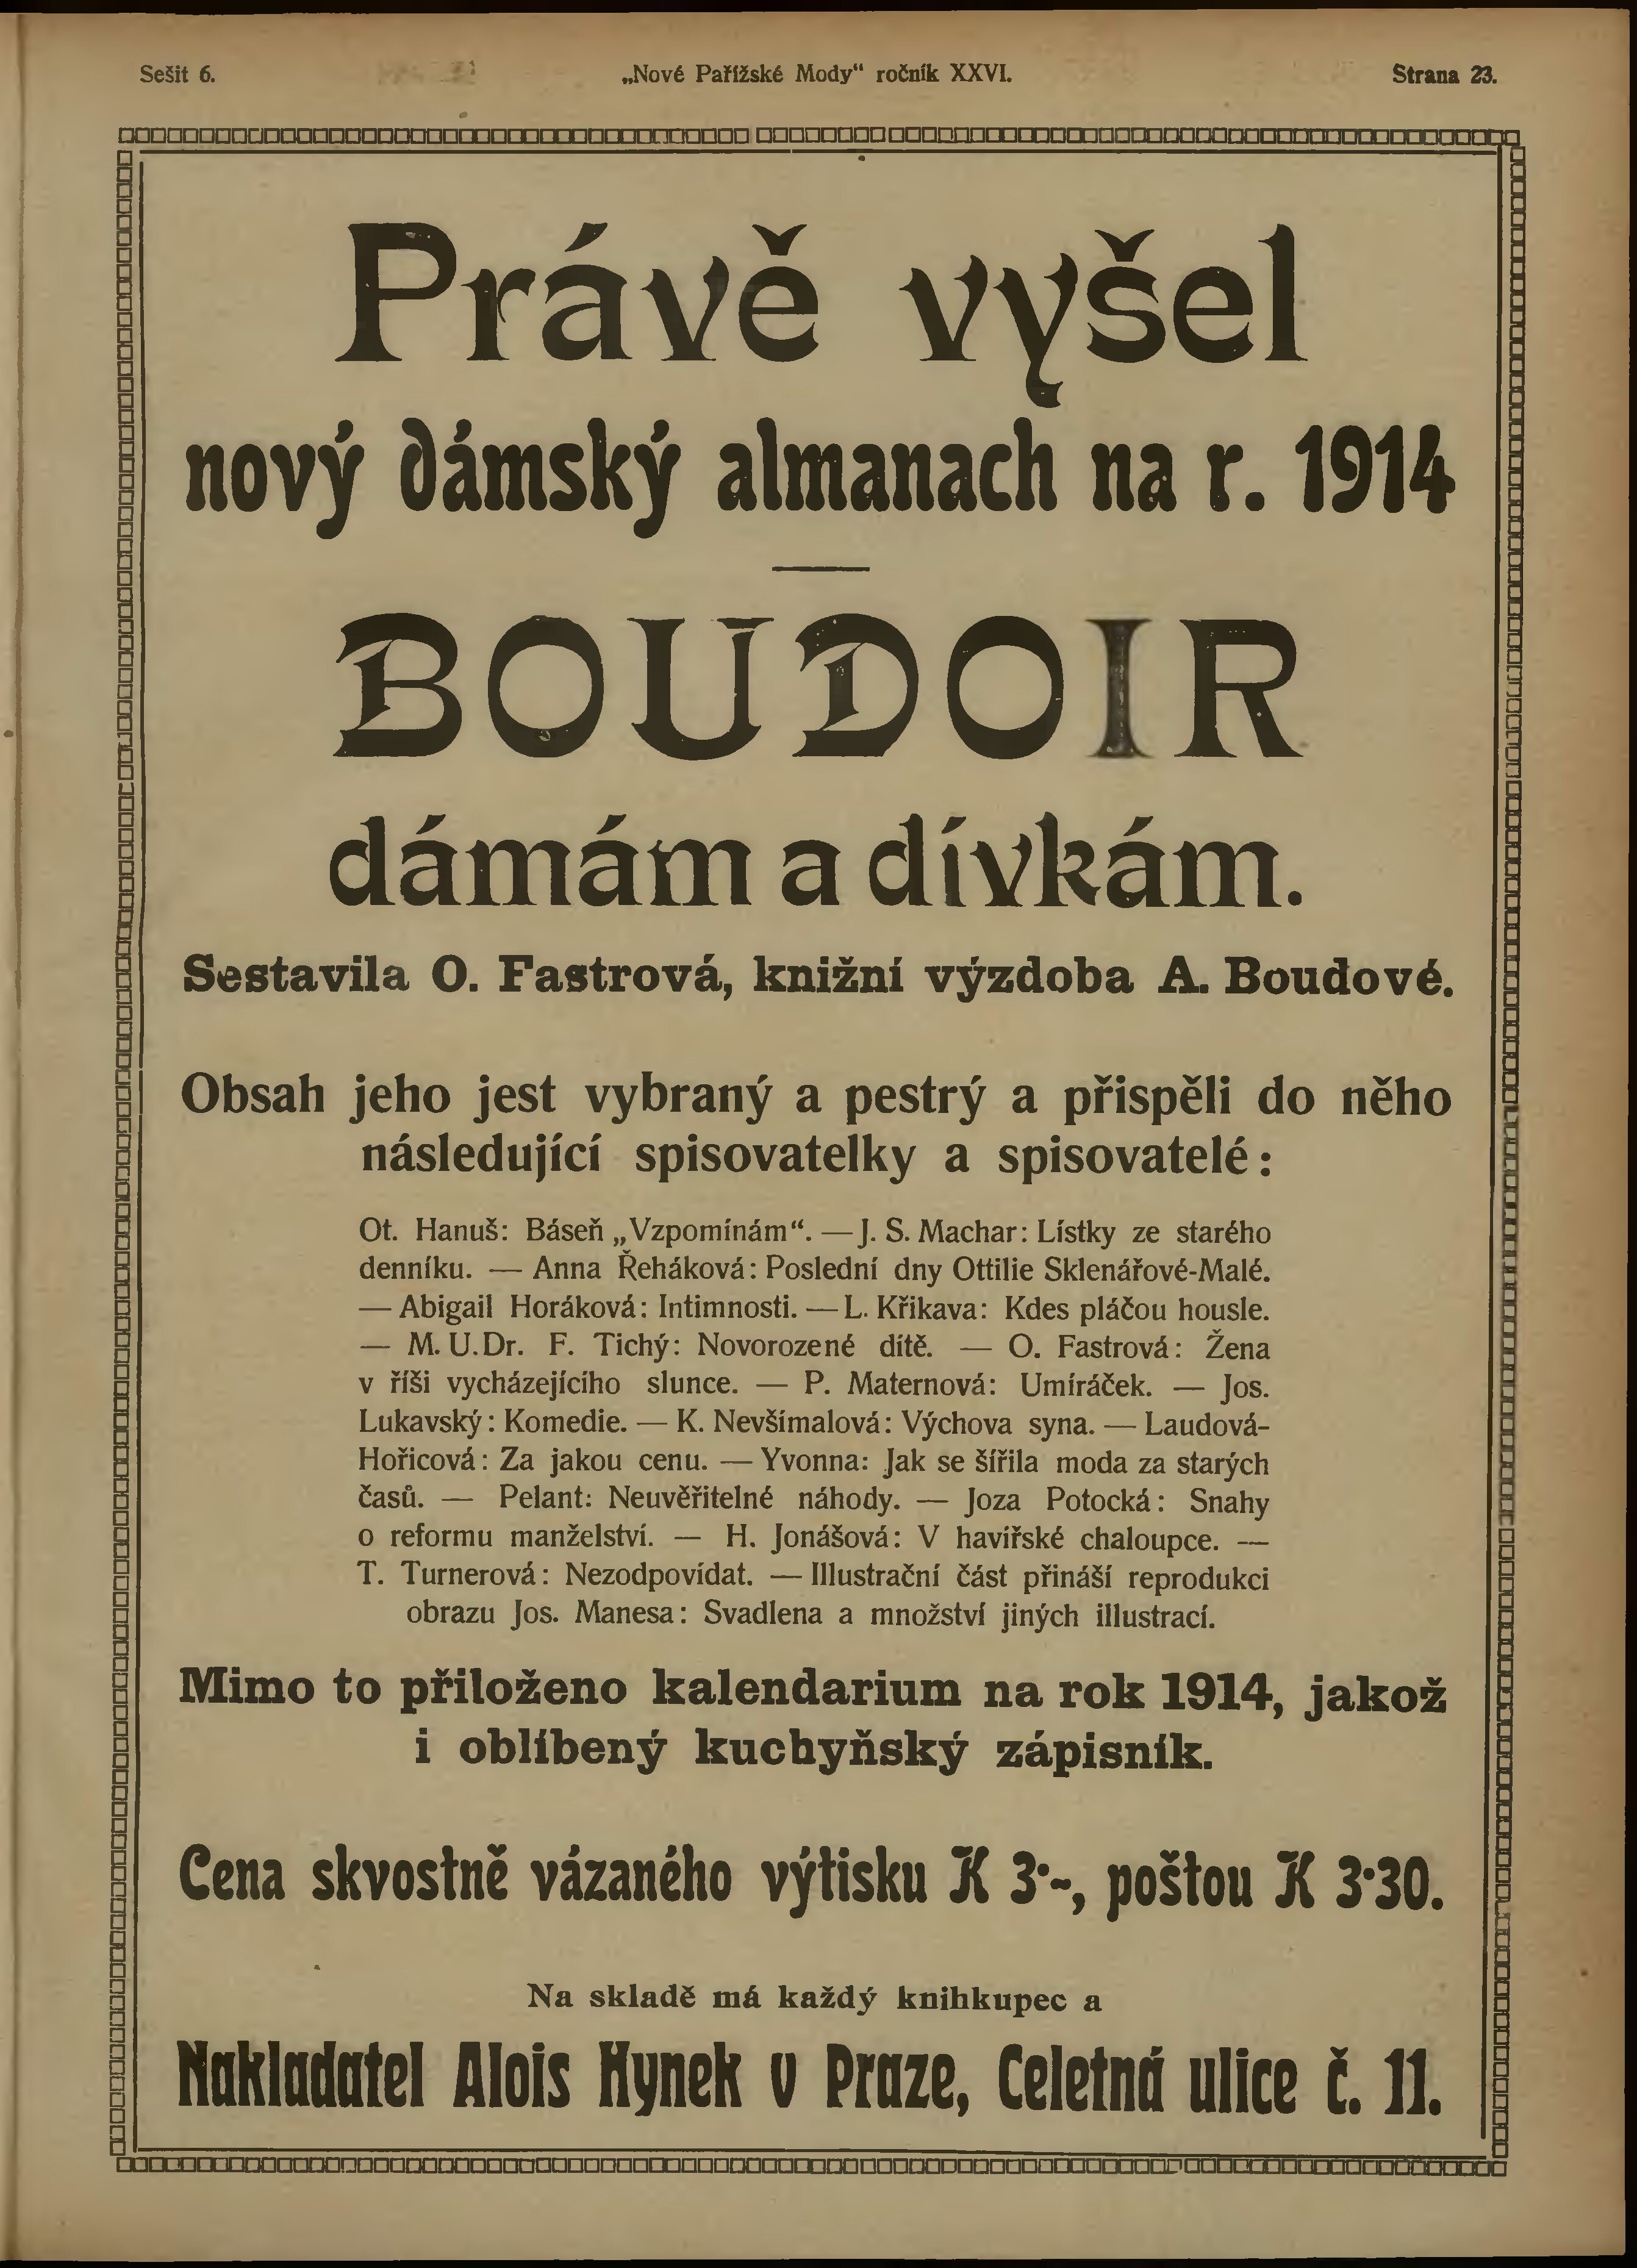 Sešit 6.
„Nové Pařížské Mody“ ročník XXVI.
Strana 23.
Právě vyšel
nový dámský almanach na r. 1914
BOUDOIR
dámám a dívkám.
Sestavila O. Fastrová, knižní výzdoba A. Boudové.
Obsah jeho jest vybraný a pestrý a přispěli do něho
následující spisovatelky a spisovatelé:
Ot. Hanuš: Báseň „Vzpomínám“. — J. S. Machar: Lístky ze starého
denníku. — Anna Řeháková: Poslední dny Ottilie Sklenářové-Malé.
— Abigail Horáková: Intimnosti. — L. Křikava: Kdes pláčou housle.
— M. U. Dr. F. Tichý: Novorozené dítě. — O. Fastrová: Žena
v říši vycházejícího slunce. — P. Maternová: Umíráček. — Jos.
Lukavský: Komedie. — K. Nevšímalová: Výchova syna. — Laudová-
Hořicová: Za jakou cenu. — Yvonna: Jak se šířila moda za starých
časů. — Pelant: Neuvěřitelné náhody. — Joza Potocká: Snahy
o reformu manželství. — H. Jonášová: V havířské chaloupce. —
T. Turnerová: Nezodpovídat. — Illustrační část přináší reprodukci
obrazu Jos. Manesa: Svadlena a množství jiných illustrací.
Mimo to přiloženo kalendarium na rok 1914, jakož
i oblíbený kuchyňský zápisník.
Cena skvostně vázaného výtisku K 3·-, poštou K 3·30.
Na skladě má každý knihkupec a
Nakladatel Alois Hynek v Praze, Celetná ulice č. 11.